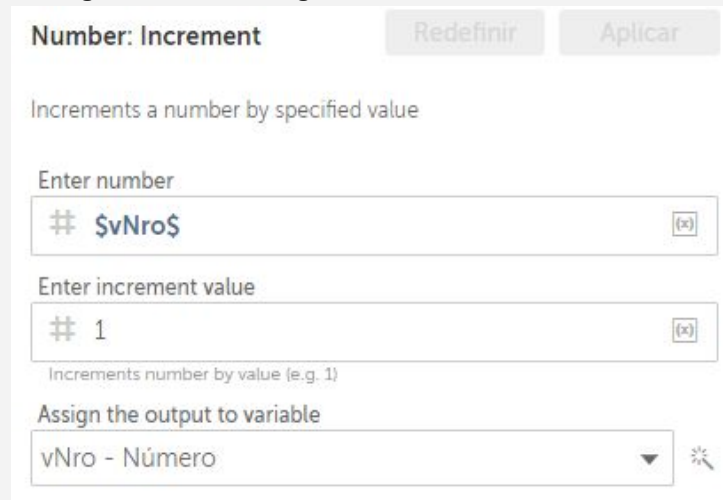 Number: Increment Redefinir Aplicar
Increments a number by specified value
Enter number
# $vNro$ (x)
Enter increment value
# 1 (x)
Increments number by value (e.g. 1)
Assign the output to variable
vNro - Número